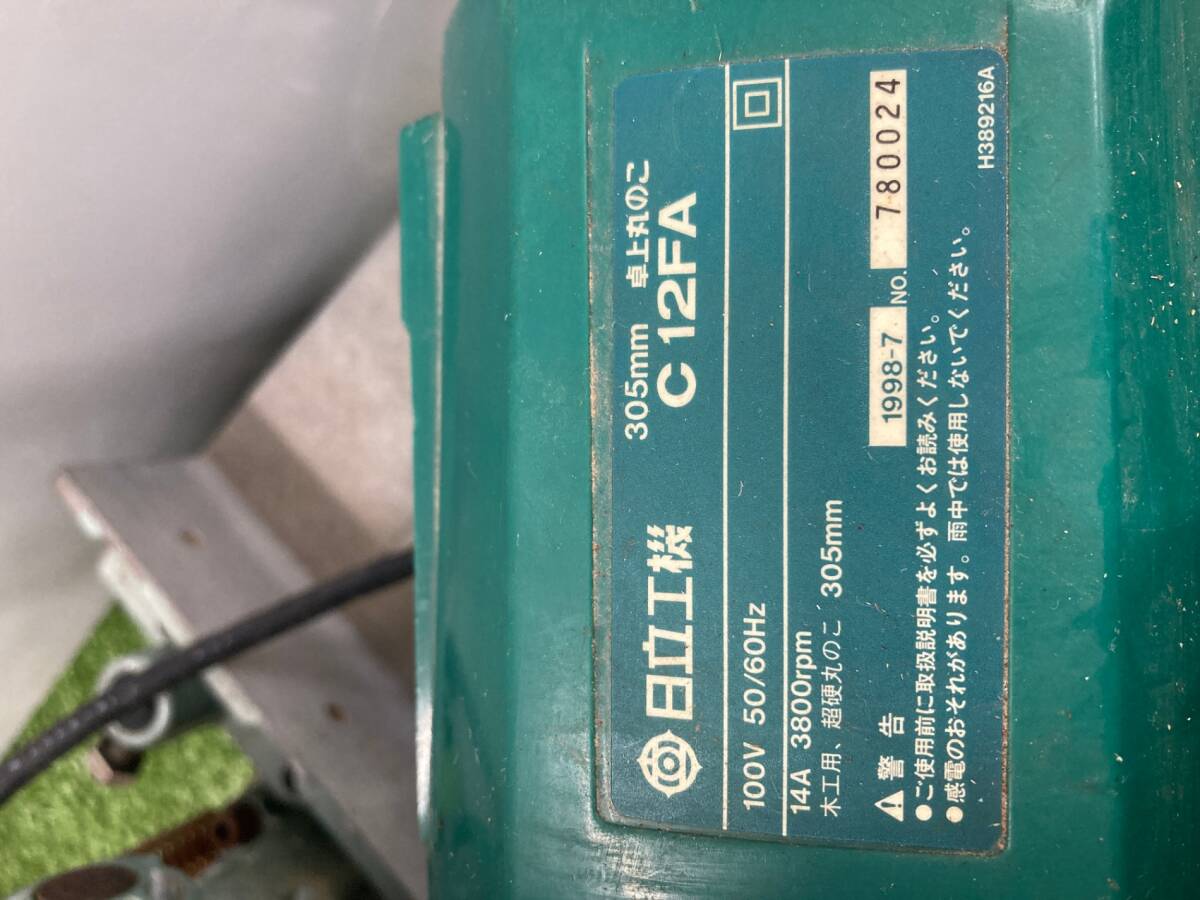 日立工機 305mm 卓上丸のこ
C 12FA
100V 50/60Hz
14A 3800rpm
木工用、超硬丸のこ 305mm
1998-7 NO. 780024
警告
●ご使用前に取扱説明書を必ずよくお読みください。
●感電のおそれがあります。雨中では使用しないでください。
H389216A